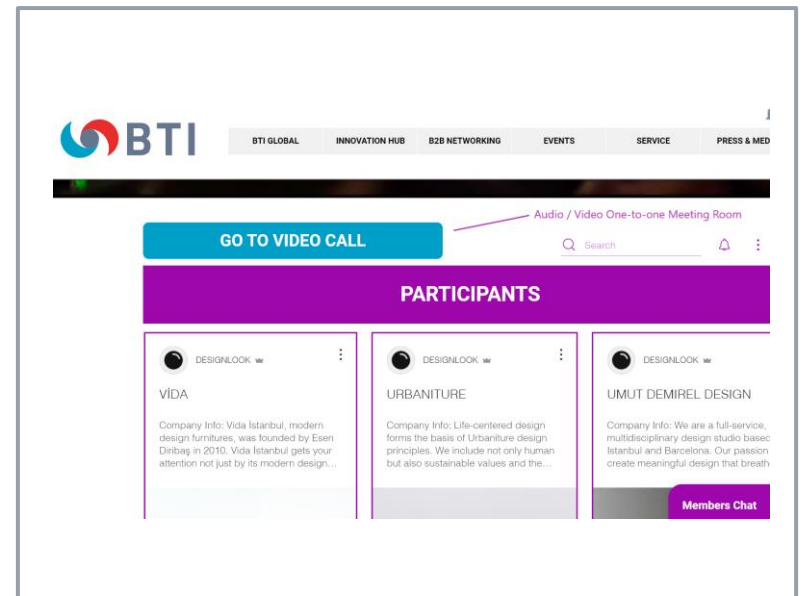 BTI
BTI GLOBAL INNOVATION HUB B2B NETWORKING EVENTS SERVICE PRESS & MED
Audio / Video One-to-one Meeting Room
GO TO VIDEO CALL
Search
PARTICIPANTS
DESIGNLOOK
VİDA
Company Info: Vida İstanbul, modern
design furnitures, was founded by Esen
Diribaş in 2010. Vida İstanbul gets your
attention not just by its modern design...
DESIGNLOOK
URBANITURE
Company Info: Life-centered design
forms the basis of Urbaniture design
principles. We include not only human
but also sustainable values and the...
DESIGNLOOK
UMUT DEMIREL DESIGN
Company Info: We are a full-service,
multidisciplinary design studio based
Istanbul and Barcelona. Our passion
create meaningful design that breath
Members Chat